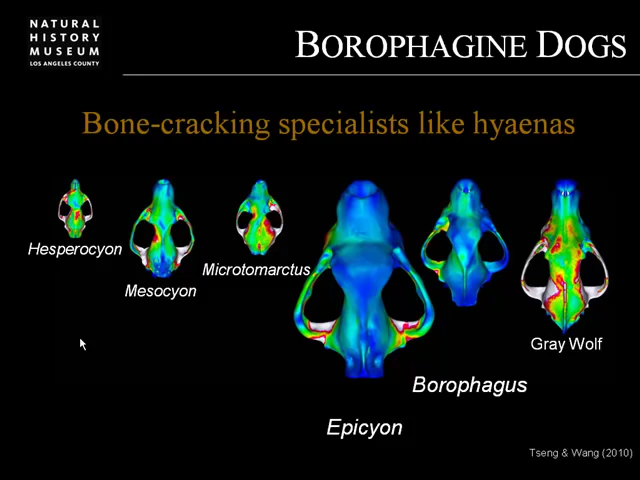 NATURAL
HISTORY
MUSEUM
LOS ANGELES COUNTY
BOROPHAGINE DOGS
Bone-cracking specialists like hyaenas
Hesperocyon
Mesocyon
Microtomarctus
Gray Wolf
Borophagus
Epicyon
Tseng & Wang (2010)